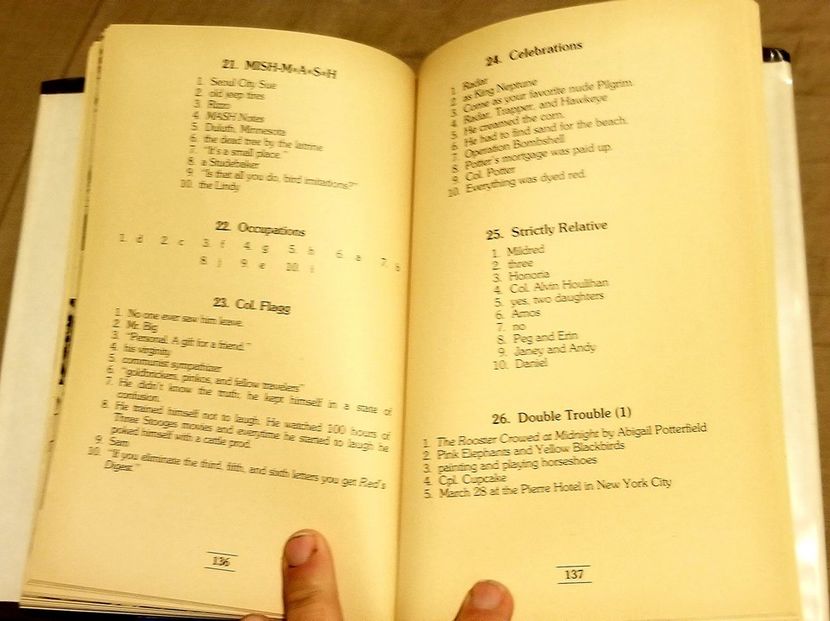 21. MISH-M*A*S*H
1. Seoul City Sue
2. old jeep tires
3. Rizzo
4. MASH Notes
5. Duluth, Minnesota
6. the dead tree by the latrine
7. "It's a small place."
8. a Studebaker
9. "Is that all you do, bird imitations?"
10. the Lindy
22. Occupations
1. d 2. c 3. f 4. g 5. h 6. a 7. b
8. j 9. e 10. i
23. Col. Flagg
1. No one ever saw him leave.
2. Mr. Big
3. "Personal. A gift for a friend."
4. his virginity
5. communist sympathizer
6. "goldbrickers, pinkos, and fellow travelers"
7. He didn't know the truth; he kept himself in a state of
confusion.
8. He trained himself not to laugh. He watched 100 hours of
Three Stooges movies and everytime he started to laugh he
poked himself with a cattle prod.
9. Sam
10. "If you eliminate the third, fifth, and sixth letters you get Red's
Digest."
136
24. Celebrations
1. Radar
2. as King Neptune
3. Come as your favorite nude Pilgrim.
4. Radar, Trapper, and Hawkeye
5. He creamed the corn.
6. He had to find sand for the beach.
7. Operation Bombshell
8. Potter's mortgage was paid up.
9. Col. Potter
10. Everything was dyed red.
25. Strictly Relative
1. Mildred
2. three
3. Honoria
4. Col. Alvin Houlihan
5. yes, two daughters
6. Amos
7. no
8. Peg and Erin
9. Janey and Andy
10. Daniel
26. Double Trouble (1)
1. The Rooster Crowed at Midnight by Abigail Potterfield
2. Pink Elephants and Yellow Blackbirds
3. painting and playing horseshoes
4. Cpl. Cupcake
5. March 28 at the Pierre Hotel in New York City
137